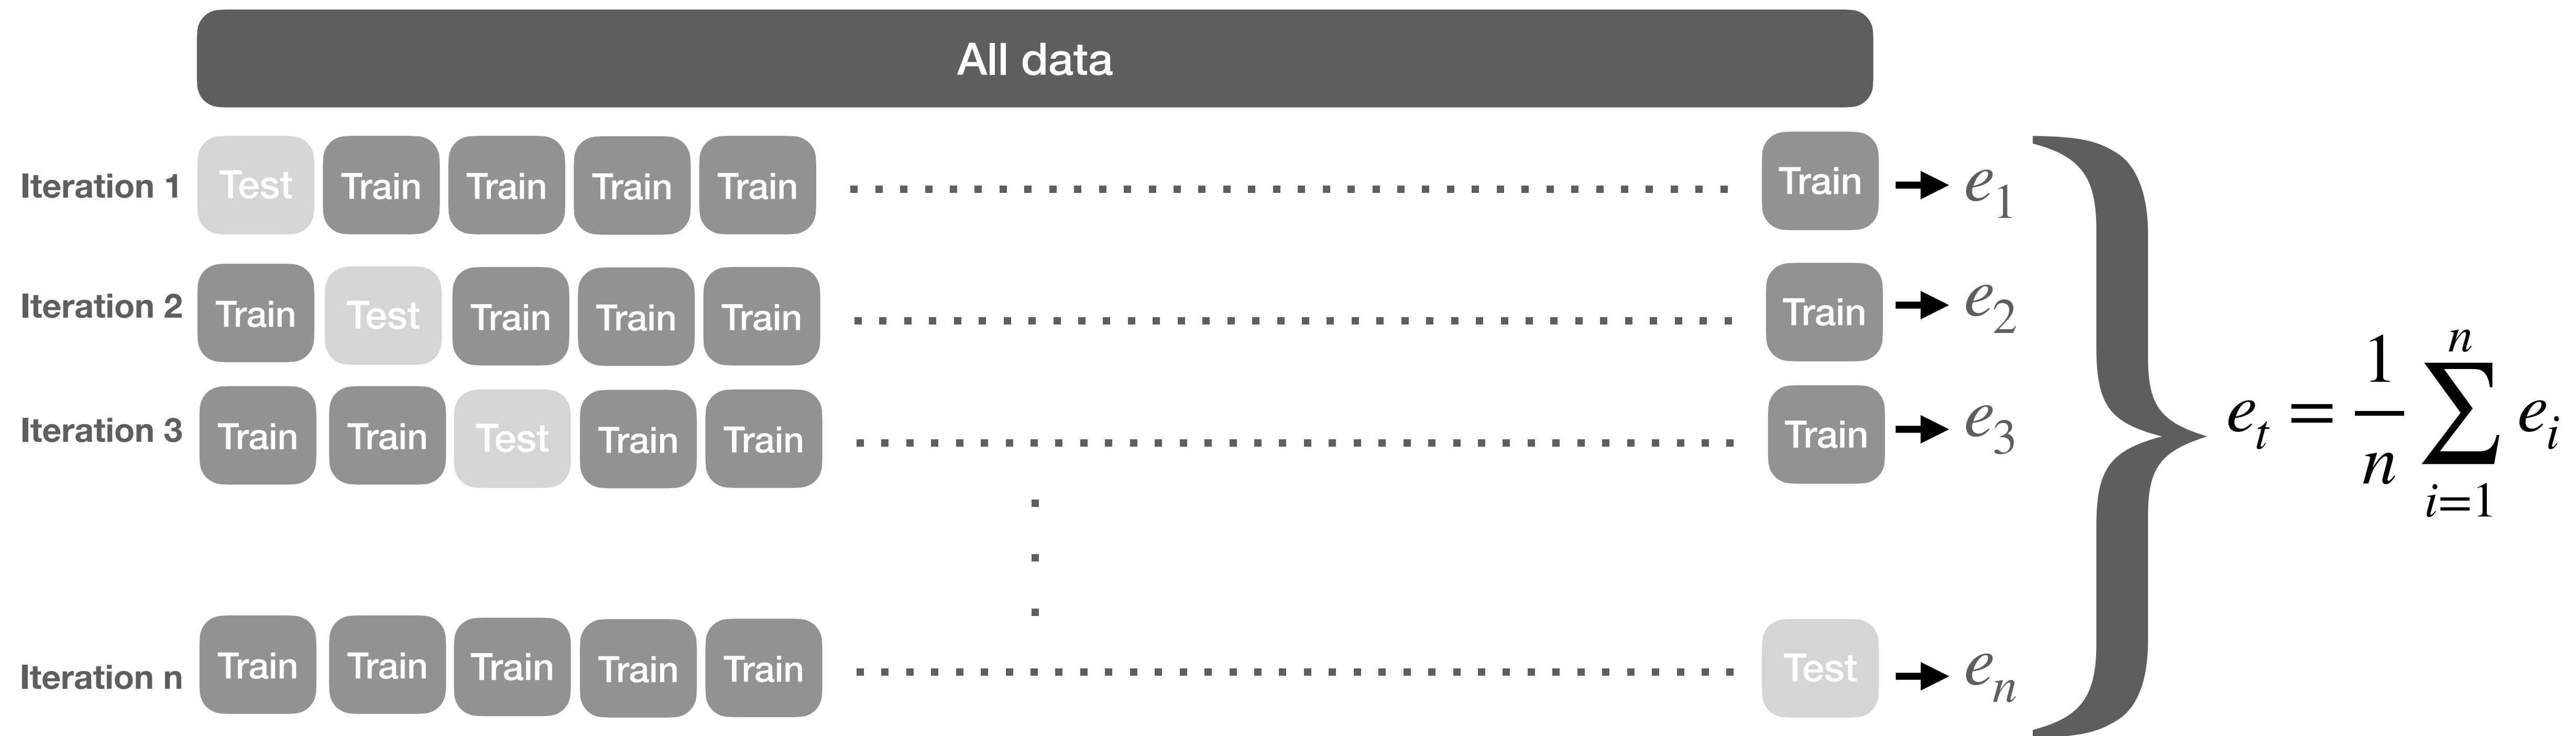 All data
Iteration 1 Test Train Train Train Train Train e₁
Iteration 2 Train Test Train Train Train Train e₂
Iteration 3 Train Train Test Train Train Train e₃
Iteration n Train Train Train Train Train Test eₙ
eₜ = 1/n ∑ᵢ₌₁ⁿ eᵢ